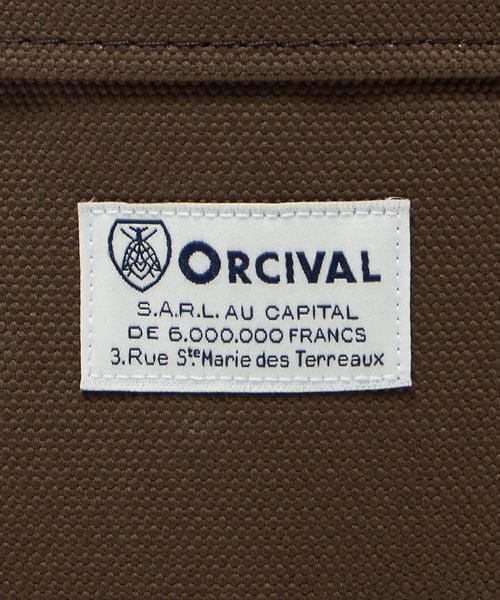 ORCIVAL
S.A.R.L. AU CAPITAL
DE 6.000.000 FRANCS
3.Rue Ste.Marie des Terreaux